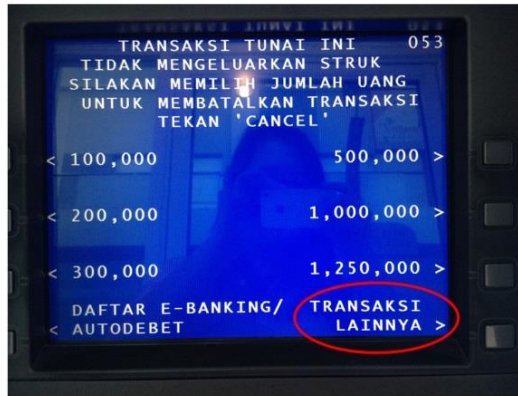 TRANSAKSI TUNAI INI 053
TIDAK MENGELUARKAN STRUK
SILAKAN MEMILIH JUMLAH UANG
UNTUK MEMBATALKAN TRANSAKSI
TEKAN 'CANCEL'
< 100,000 500,000 >
< 200,000 1,000,000 >
< 300,000 1,250,000 >
DAFTAR E-BANKING/ TRANSAKSI
< AUTODEBET LAINNYA >